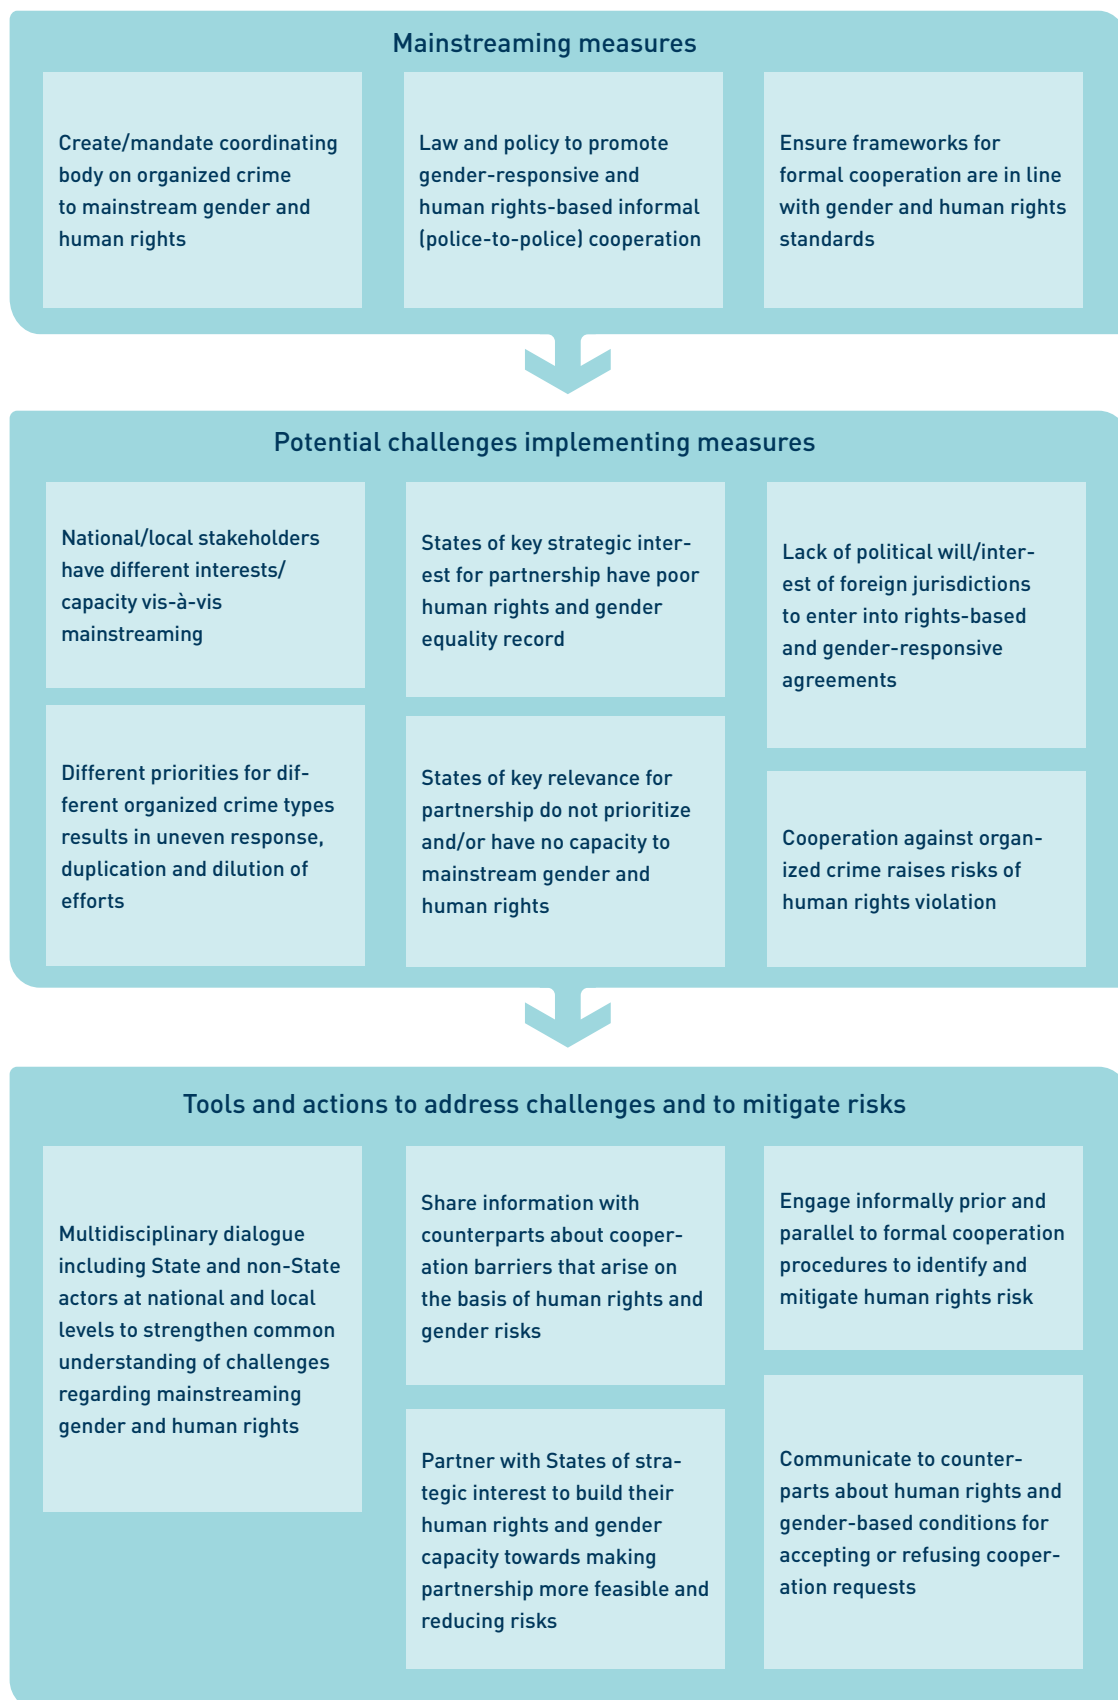 Mainstreaming measures
Create/mandate coordinating
body on organized crime
to mainstream gender and
human rights
Law and policy to promote
gender-responsive and
human rights-based informal
(police-to-police) cooperation
Ensure frameworks for
formal cooperation are in line
with gender and human rights
standards
Potential challenges implementing measures
National/local stakeholders
have different interests/
capacity vis-à-vis
mainstreaming
Different priorities for dif-
ferent organized crime types
results in uneven response,
duplication and dilution of
efforts
States of key strategic inter-
est for partnership have poor
human rights and gender
equality record
States of key relevance for
partnership do not prioritize
and/or have no capacity to
mainstream gender and
human rights
Lack of political will/inter-
est of foreign jurisdictions
to enter into rights-based
and gender-responsive
agreements
Cooperation against organ-
ized crime raises risks of
human rights violation
Tools and actions to address challenges and to mitigate risks
Multidisciplinary dialogue
including State and non-State
actors at national and local
levels to strengthen common
understanding of challenges
regarding mainstreaming
gender and human rights
Share information with
counterparts about cooper-
ation barriers that arise on
the basis of human rights and
gender risks
Partner with States of stra-
tegic interest to build their
human rights and gender
capacity towards making
partnership more feasible and
reducing risks
Engage informally prior and
parallel to formal cooperation
procedures to identify and
mitigate human rights risk
Communicate to counter-
parts about human rights and
gender-based conditions for
accepting or refusing cooper-
ation requests